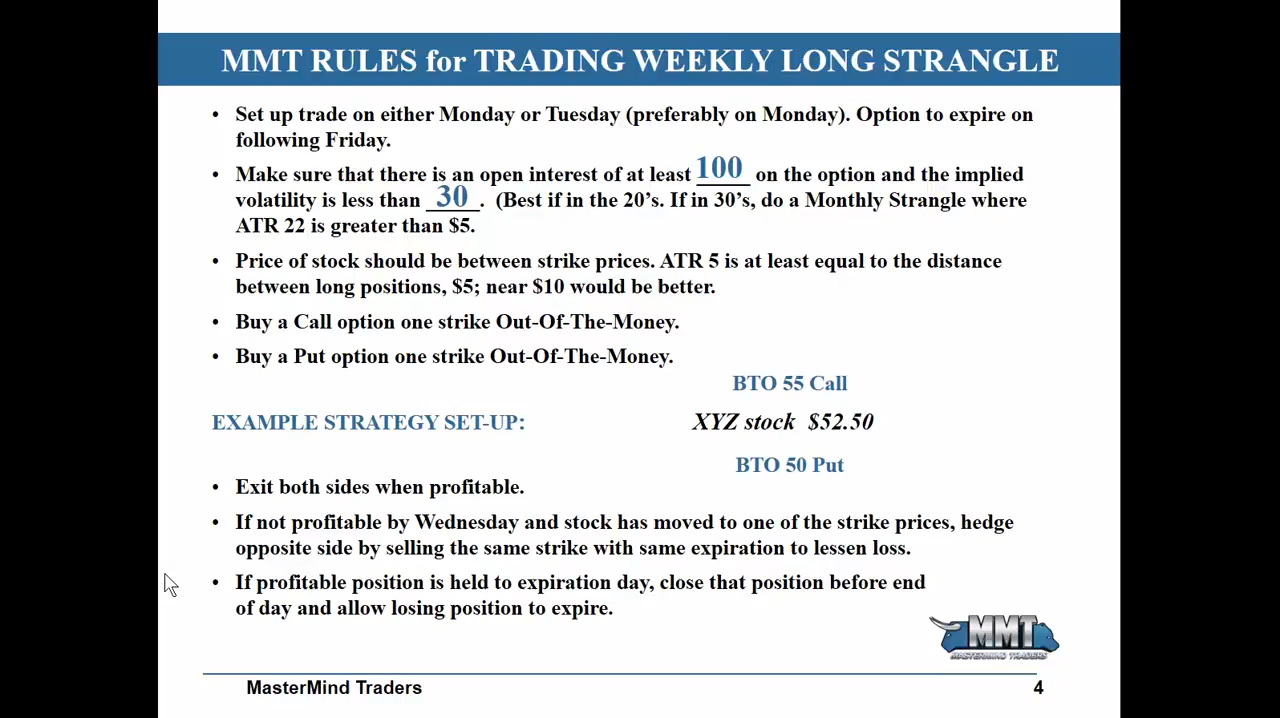 MMT RULES for TRADING WEEKLY LONG STRANGLE
• Set up trade on either Monday or Tuesday (preferably on Monday). Option to expire on
following Friday.
• Make sure that there is an open interest of at least 100 on the option and the implied
volatility is less than 30. (Best if in the 20’s. If in 30’s, do a Monthly Strangle where
ATR 22 is greater than $5.
• Price of stock should be between strike prices. ATR 5 is at least equal to the distance
between long positions, $5; near $10 would be better.
• Buy a Call option one strike Out-Of-The-Money.
• Buy a Put option one strike Out-Of-The-Money.
BTO 55 Call
EXAMPLE STRATEGY SET-UP: XYZ stock $52.50
BTO 50 Put
• Exit both sides when profitable.
• If not profitable by Wednesday and stock has moved to one of the strike prices, hedge
opposite side by selling the same strike with same expiration to lessen loss.
• If profitable position is held to expiration day, close that position before end
of day and allow losing position to expire.
MMT
MASTERMIND TRADERS
MasterMind Traders 4